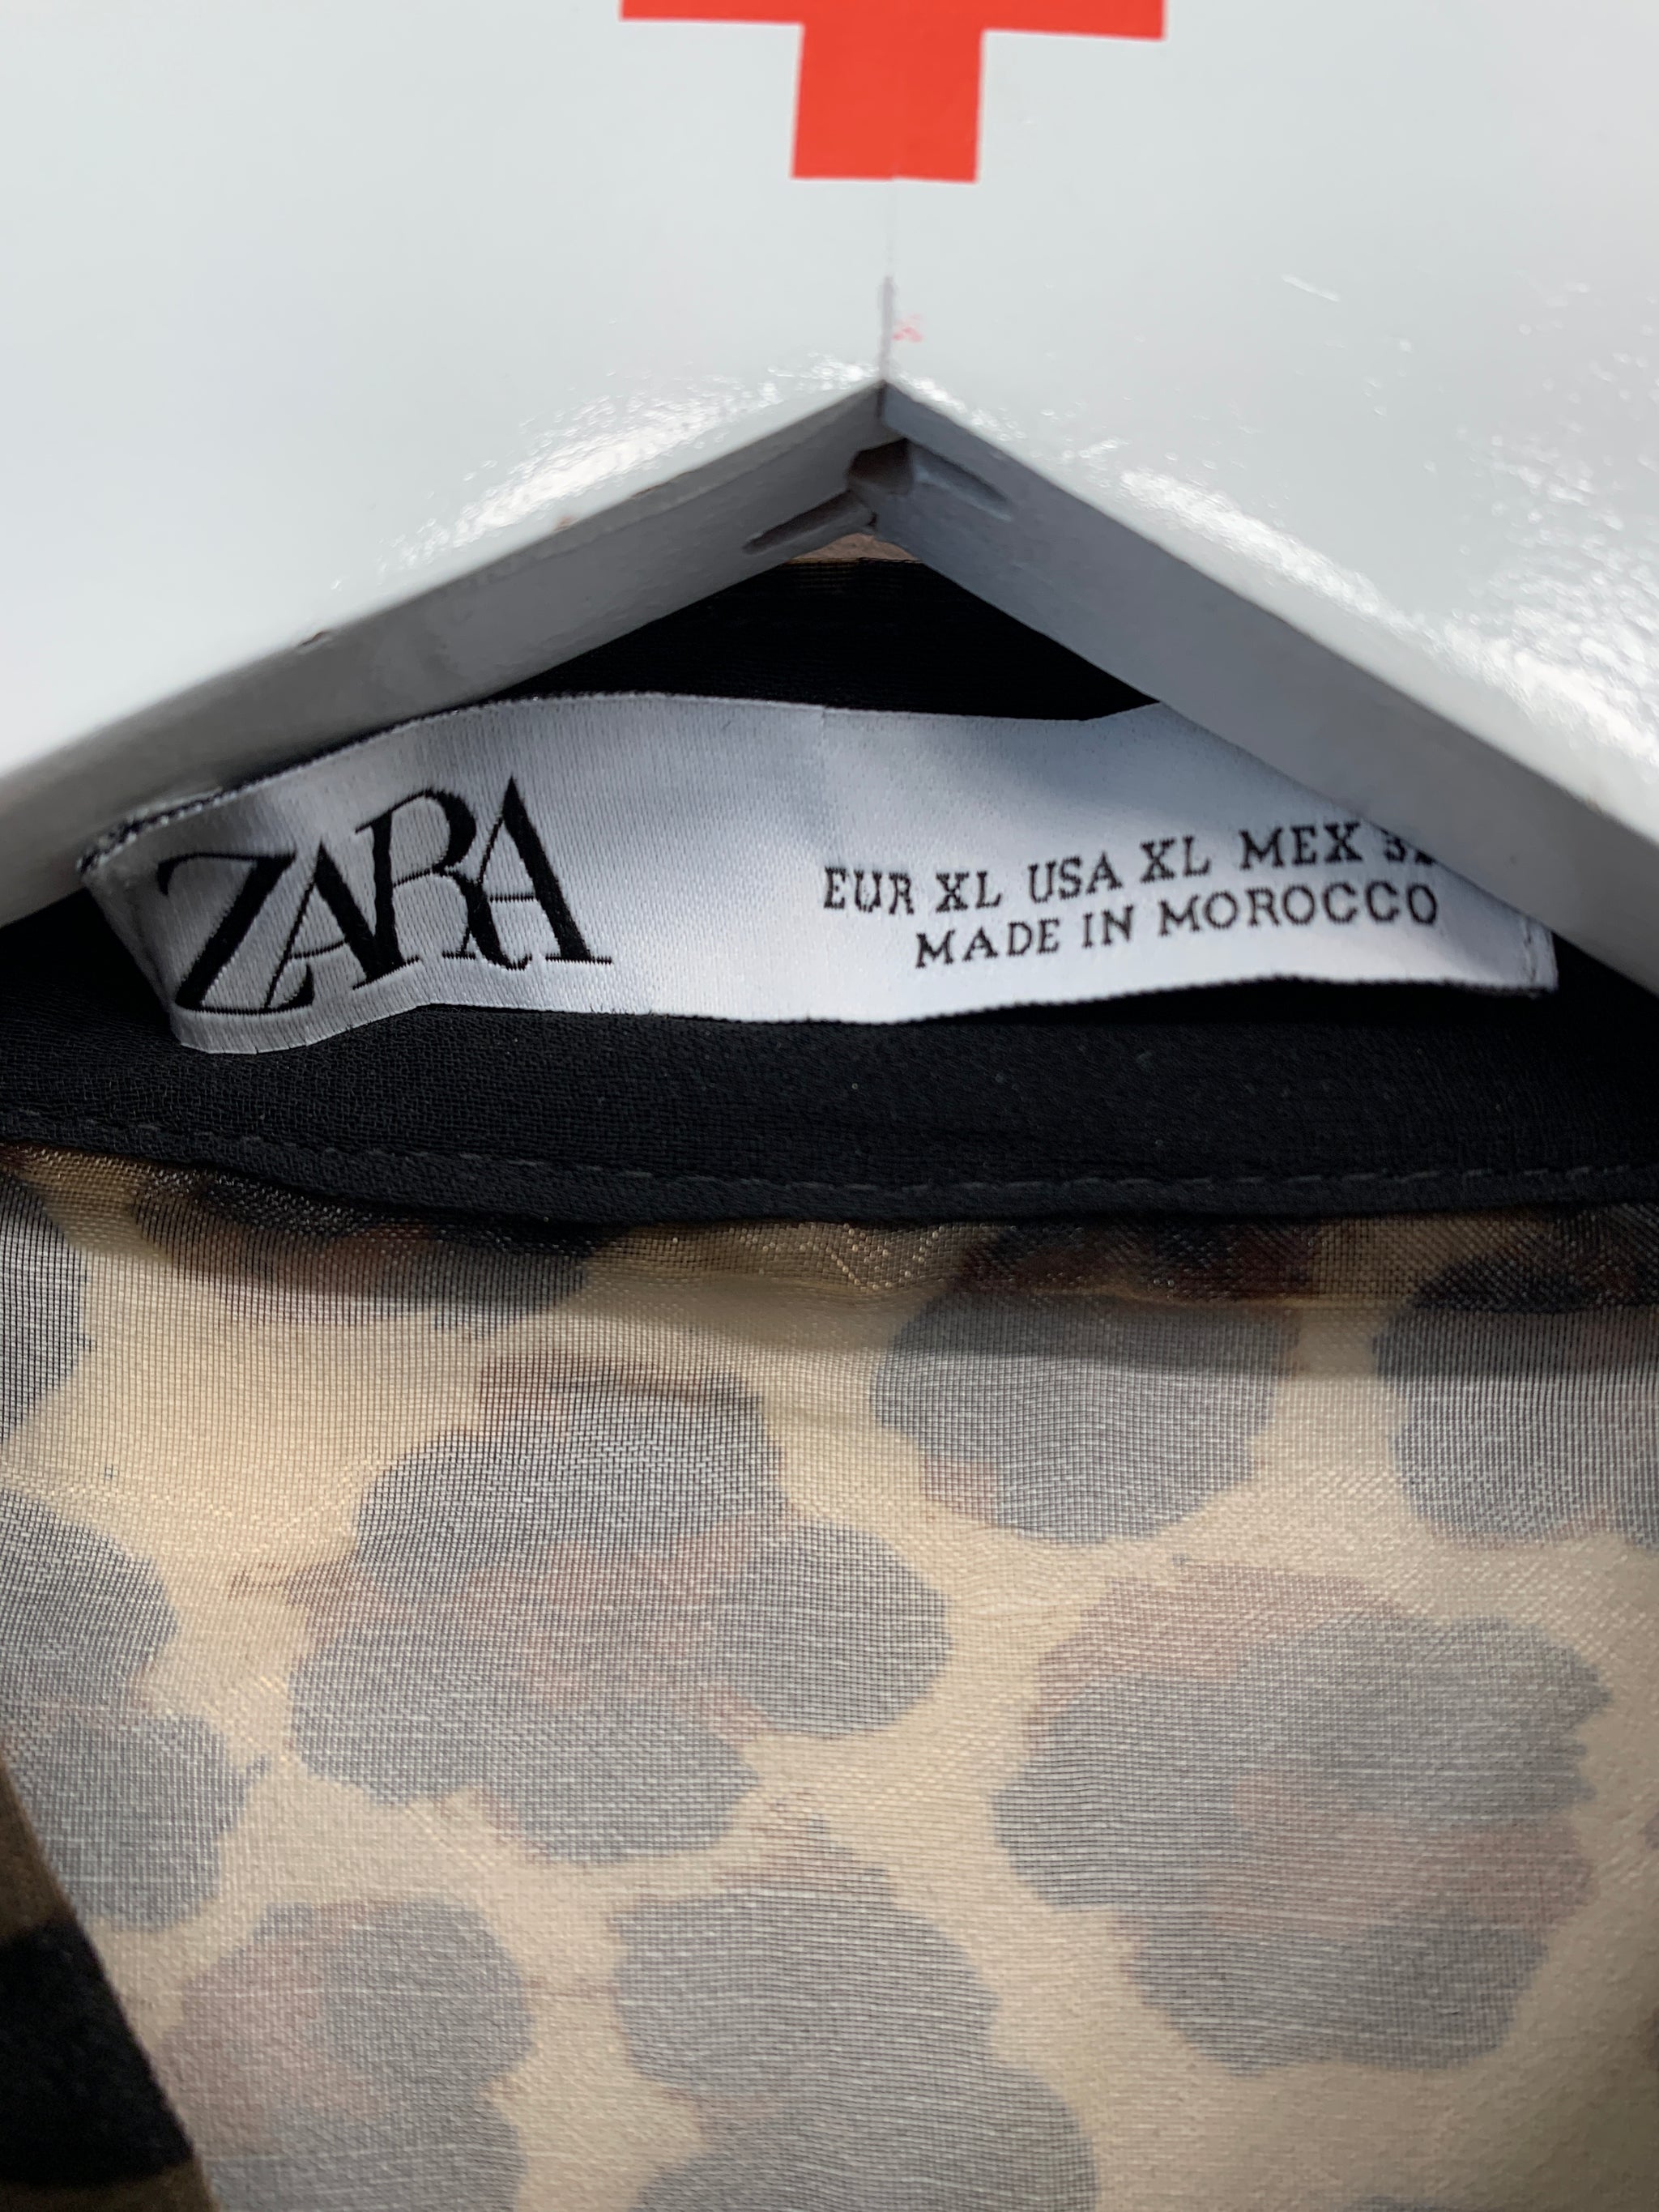 ZARA
EUR XL USA XL MEX
MADE IN MOROCCO